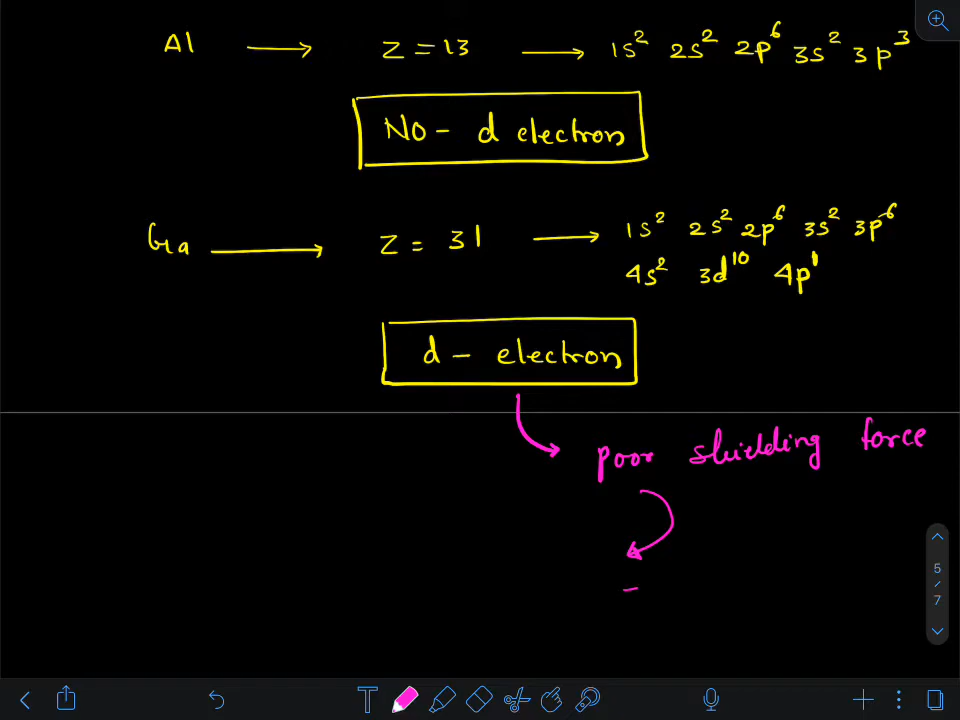 Al ⟶ Z = 13 ⟶ 1s² 2s² 2p⁶ 3s² 3p³
No - d electron
Ga ⟶ Z = 31 ⟶ 1s² 2s² 2p⁶ 3s² 3p⁶
4s² 3d¹⁰ 4p¹
d - electron
poor shielding force
5
/
7
T